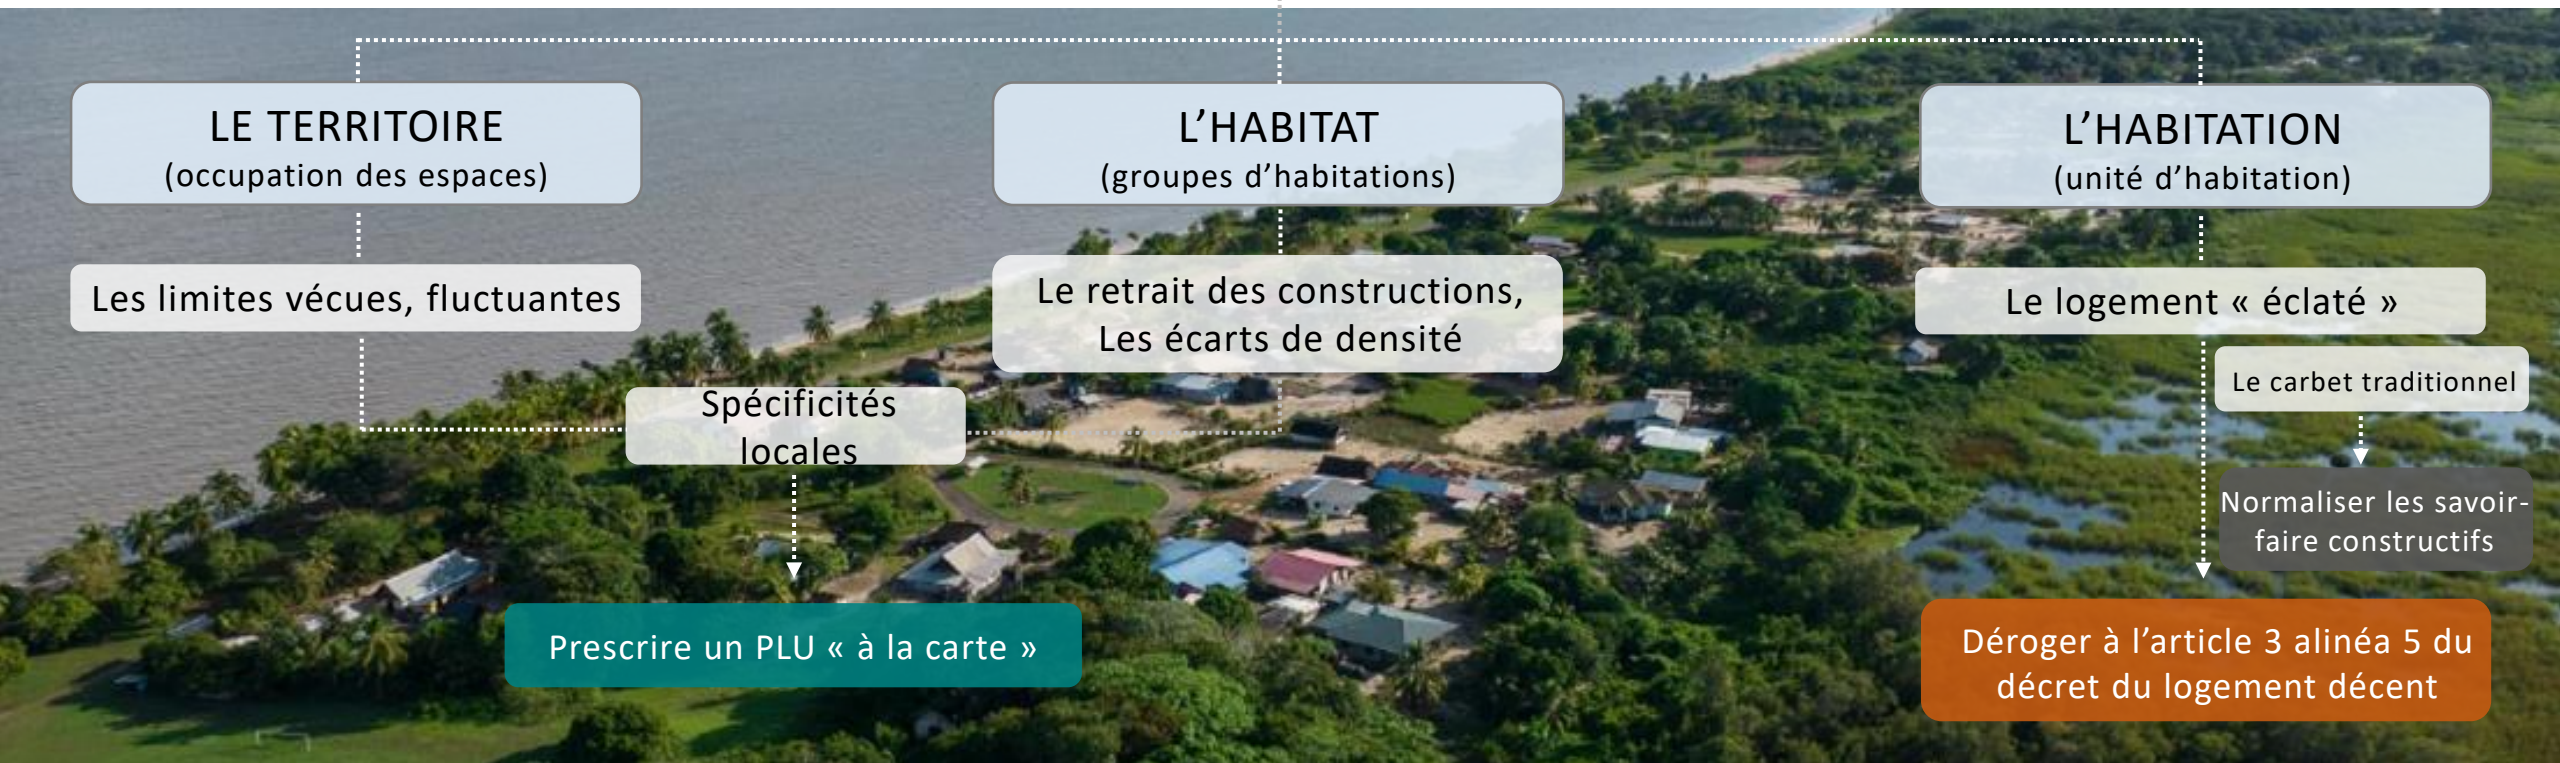 LE TERRITOIRE
(occupation des espaces)
L’HABITAT
(groupes d’habitations)
L’HABITATION
(unité d’habitation)
Les limites vécues, fluctuantes
Le retrait des constructions,
Les écarts de densité
Le logement « éclaté »
Spécificités
locales
Le carbet traditionnel
Normaliser les savoir-
faire constructifs
Prescrire un PLU « à la carte »
Déroger à l’article 3 alinéa 5 du
décret du logement décent